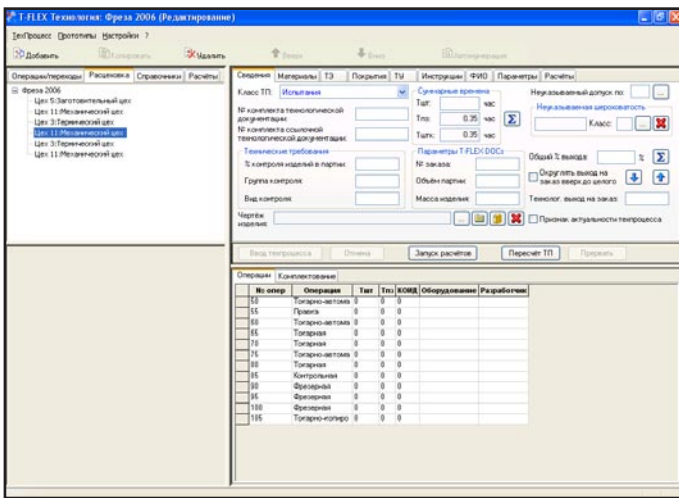 T-FLEX Технология: Фреза 2006 (Редактирование)
ТехПроцесс Прототипы Настройки ?
Добавить Копировать Удалить Вверх Вниз Автонумерация
Операции/переходы Расцеховка Справочники Расчёты
Фреза 2006
Цех 5:Заготовительный цех
Цех 11:Механический цех
Цех 3:Термический цех
Цех 11:Механический цех
Цех 3:Термический цех
Цех 11:Механический цех
Сведения Материалы ТЭ Покрытия ТУ Инструкции ФИО Параметры Расчёты
Класс ТП: Испытания
№ комплекта технологической
документации:
№ комплекта ссылочной
технологической документации:
Суммарные времена
Тшт: час
Тпз: 0.35 час
Тштк: 0.35 час
Σ
Неуказываемый допуск по: ...
Неуказываемая шероховатость
Класс: ...
Технические требования
% контроля изделий в партии:
Группа контроля:
Вид контроля:
Параметры T-FLEX DOCs
№ заказа:
Объём партии:
Масса изделия:
Общий % выхода: % Σ
Округлять выход на
заказ вверх до целого
Технолог. выход на заказ:
Чертёж
изделия: ...
Признак актуальности техпроцесса
Ввод техпроцесса Отмена Запуск расчётов Пересчёт ТП Прервать
Операции Комплектование
№ опер Операция Тшт Тпз КОИД Оборудование Разработчик
50 Токарно-автома 0 0 0
55 Правка 0 0 0
60 Токарно-автома 0 0 0
65 Токарная 0 0 0
70 Токарная 0 0 0
75 Токарно-автома 0 0 0
80 Токарная 0 0 0
85 Контрольная 0 0 0
90 Фрезерная 0 0 0
95 Фрезерная 0 0 0
100 Фрезерная 0 0 0
105 Токарно-копиро 0 0 0